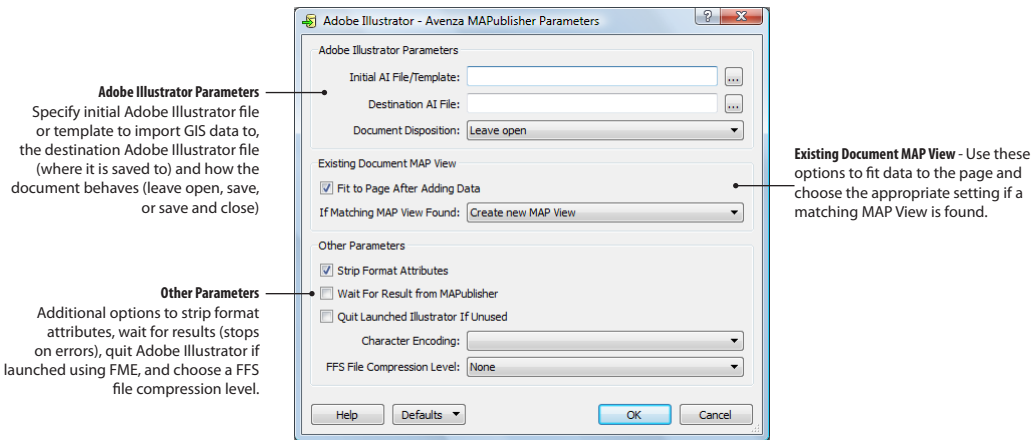 Adobe Illustrator - Avenza MAPublisher Parameters
?
X
Adobe Illustrator Parameters
Initial AI File/Template:
...
Destination AI File:
...
Document Disposition: Leave open
Existing Document MAP View
Fit to Page After Adding Data
If Matching MAP View Found: Create new MAP View
Other Parameters
Strip Format Attributes
Wait For Result from MAPublisher
Quit Launched Illustrator If Unused
Character Encoding:
FFS File Compression Level: None
Help Defaults OK Cancel
Adobe Illustrator Parameters
Specify initial Adobe Illustrator file
or template to import GIS data to,
the destination Adobe Illustrator file
(where it is saved to) and how the
document behaves (leave open, save,
or save and close)
Other Parameters
Additional options to strip format
attributes, wait for results (stops
on errors), quit Adobe Illustrator if
launched using FME, and choose a FFS
file compression level.
Existing Document MAP View - Use these
options to fit data to the page and
choose the appropriate setting if a
matching MAP View is found.